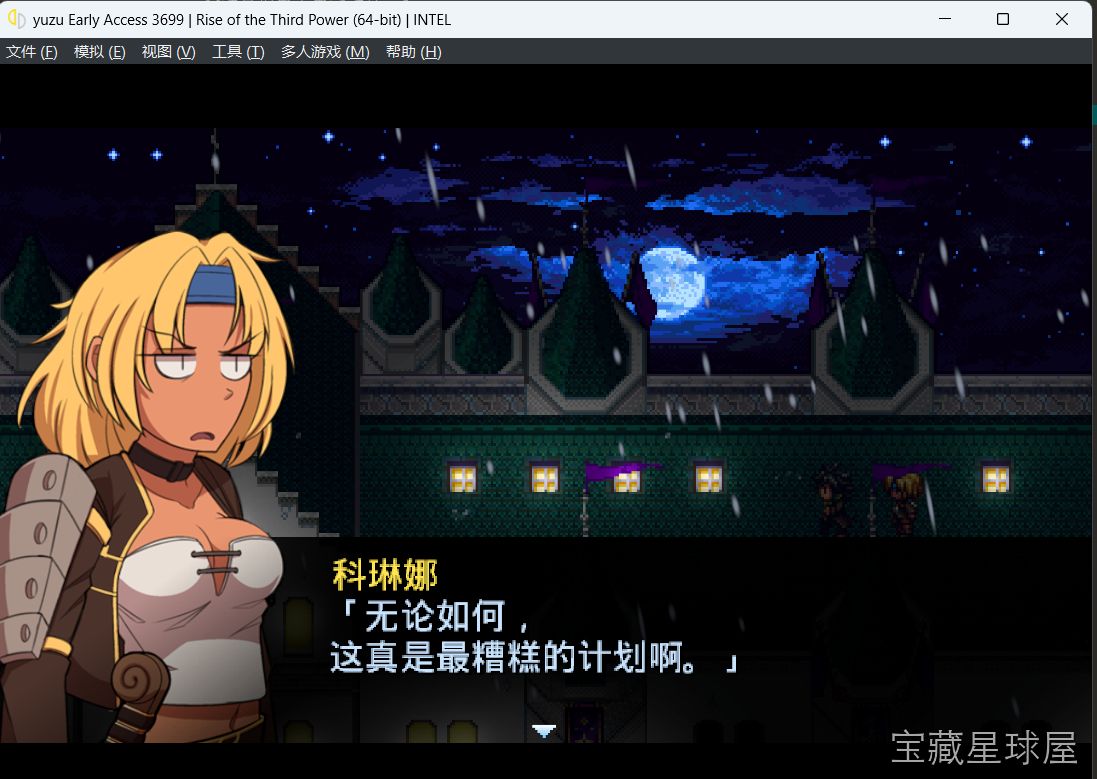 yuzu Early Access 3699 | Rise of the Third Power (64-bit) | INTEL
文件 (F) 模拟 (E) 视图 (V) 工具 (T) 多人游戏 (M) 帮助 (H)
科琳娜
「无论如何，
这真是最糟糕的计划啊。」
宝藏星球屋